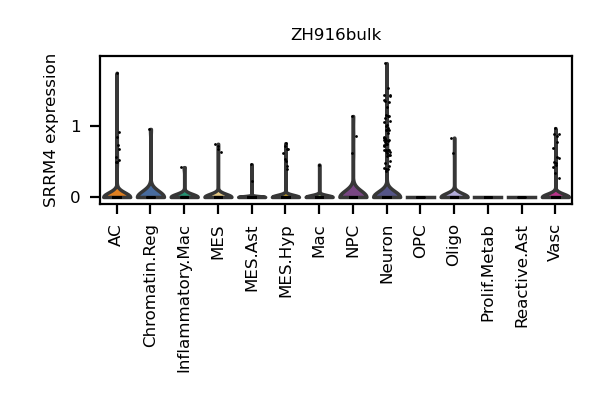 ZH916bulk
SRRM4 expression
1
0
AC
Chromatin.Reg
Inflammatory.Mac
MES
MES.Ast
MES.Hyp
Mac
NPC
Neuron
OPC
Oligo
Prolif.Metab
Reactive.Ast
Vasc